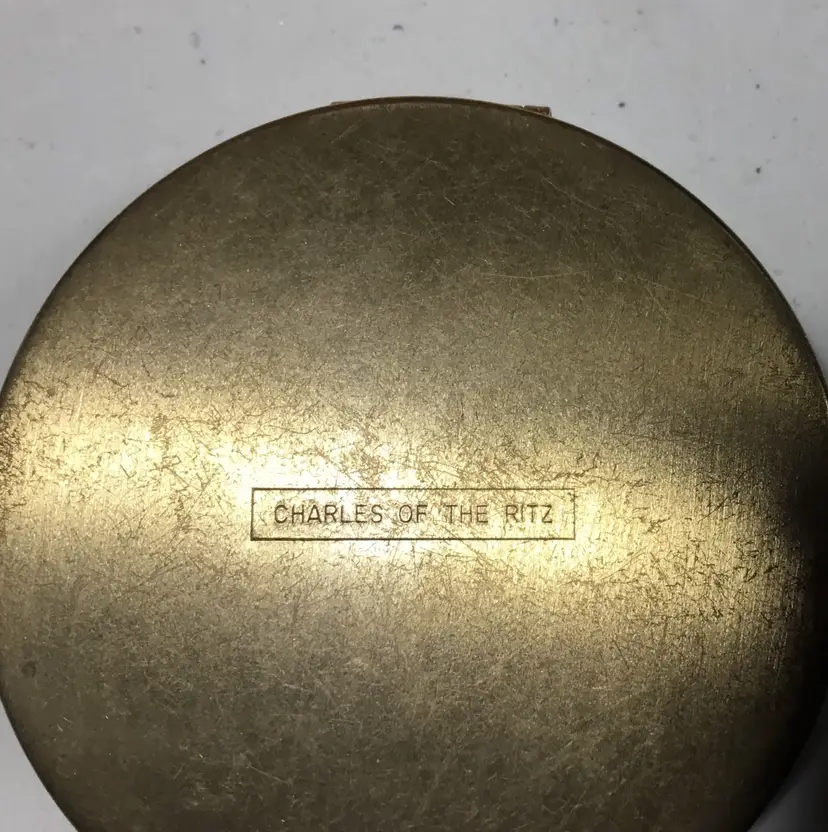 CHARLES OF THE RITZ